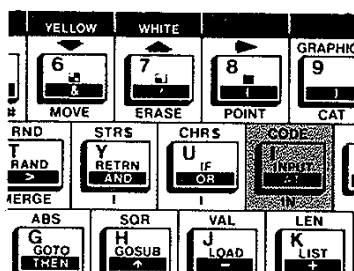 YELLOW WHITE
GRAPHIC
6 7 8 9
& ' ( )
# MOVE ERASE POINT CAT
RND STR$ CHR$ CODE
T Y U I
RAND RETRN IF INPUT
> AND OR AT
MERGE [ ] IN
ABS SQR VAL LEN
G H J K
GOTO GOSUB LOAD LIST
THEN ↑ - +